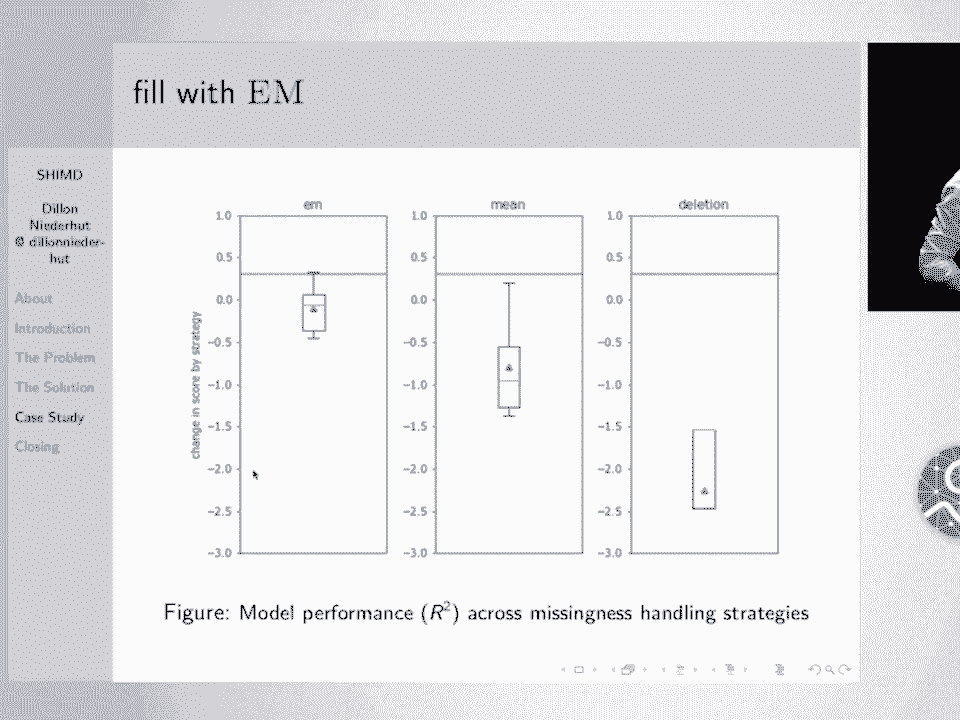 fill with EM
SHIMD
Dillon
Niederhut
@ dillonnieder-
hut
About
Introduction
The Problem
The Solution
Case Study
Closing
em
mean
deletion
change in score by strategy
1.0
0.5
0.0
−0.5
−1.0
−1.5
−2.0
−2.5
−3.0
1.0
0.5
0.0
−0.5
−1.0
−1.5
−2.0
−2.5
−3.0
1.0
0.5
0.0
−0.5
−1.0
−1.5
−2.0
−2.5
−3.0
Figure: Model performance (R²) across missingness handling strategies